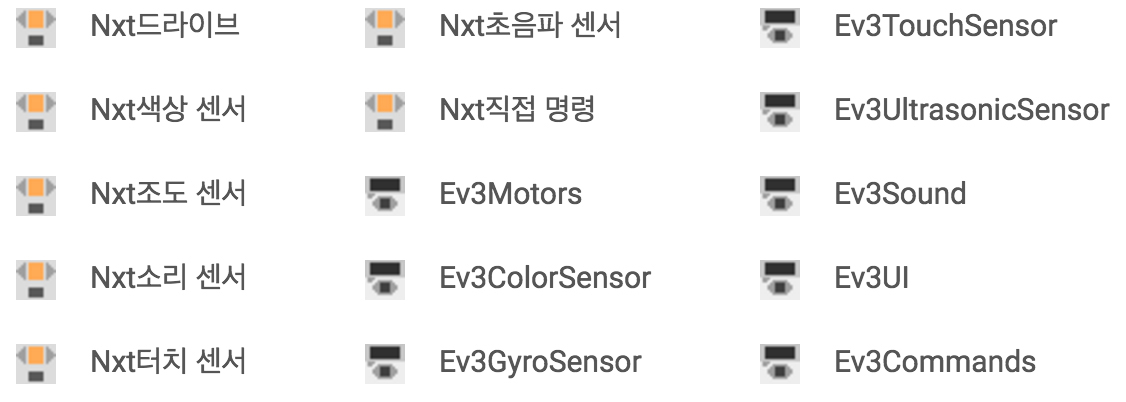 Nxt드라이브
Nxt색상 센서
Nxt조도 센서
Nxt소리 센서
Nxt터치 센서
Nxt초음파 센서
Nxt직접 명령
Ev3Motors
Ev3ColorSensor
Ev3GyroSensor
Ev3TouchSensor
Ev3UltrasonicSensor
Ev3Sound
Ev3UI
Ev3Commands